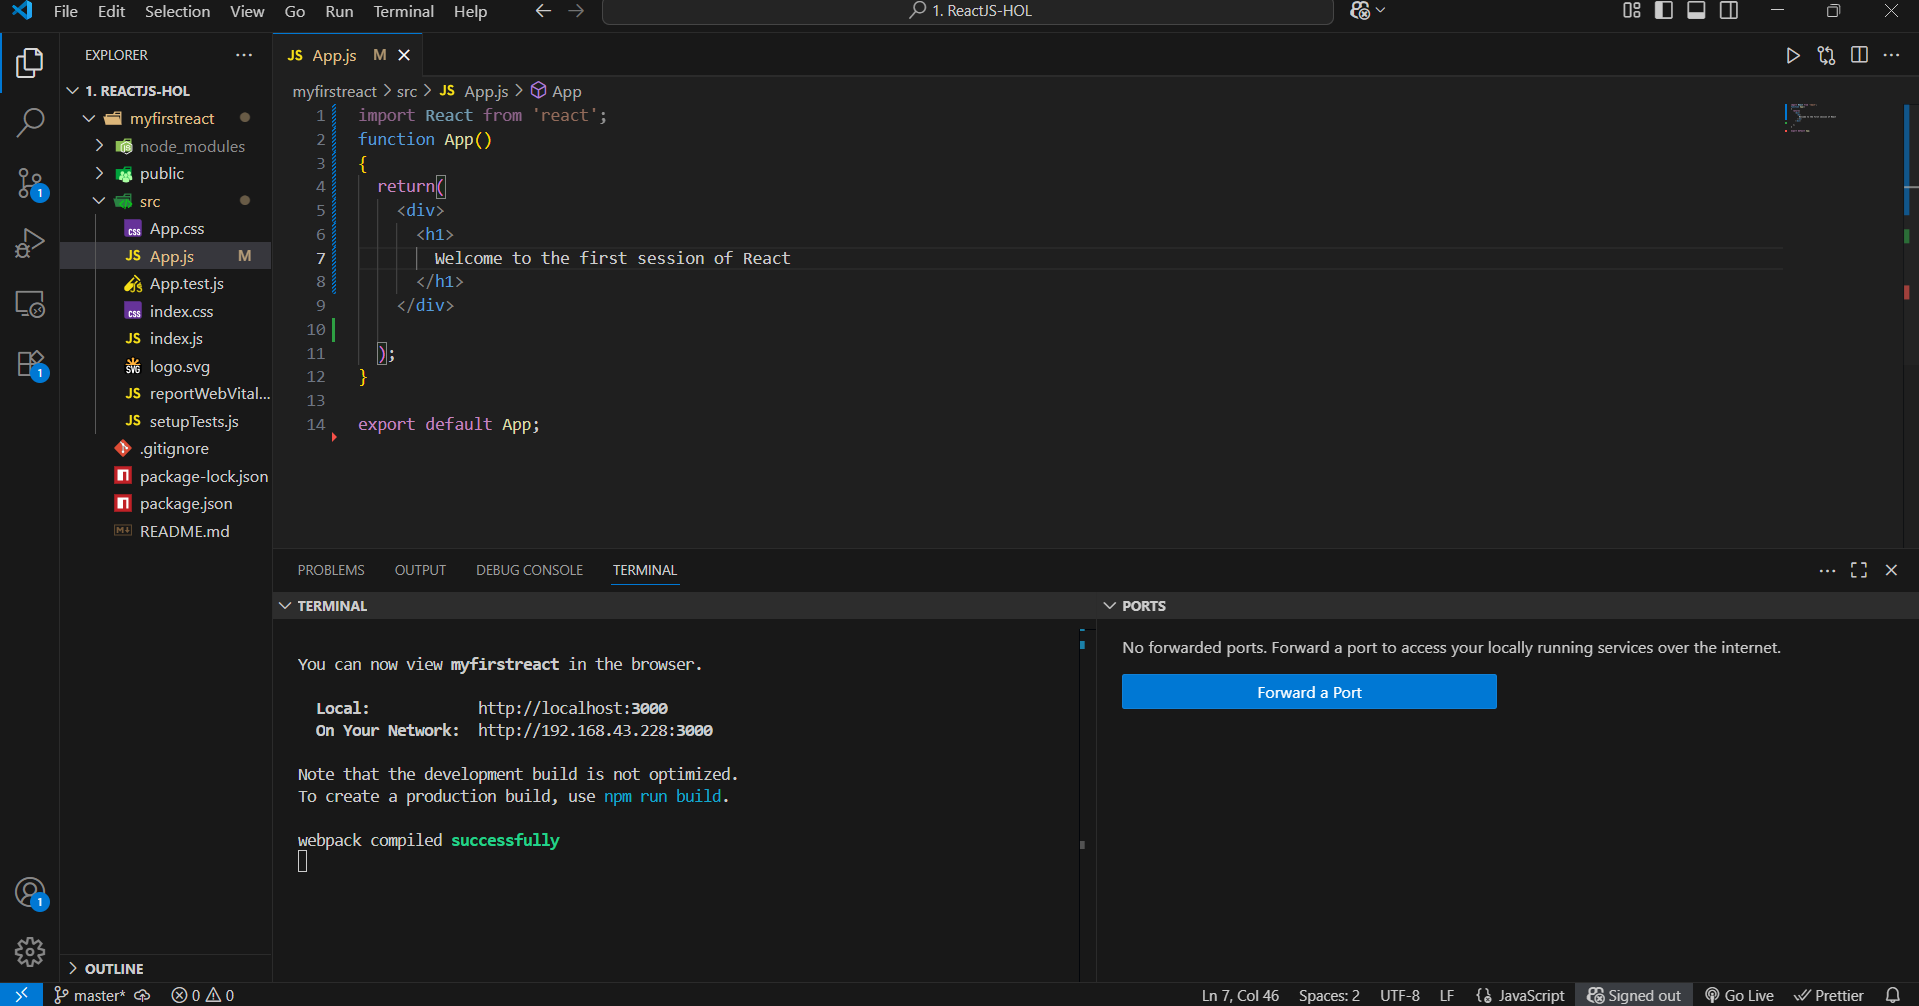 File Edit Selection View Go Run Terminal Help
1. ReactJS-HOL
EXPLORER
1. REACTJS-HOL
myfirstreact
node_modules
public
src
App.css
App.js M
App.test.js
index.css
index.js
logo.svg
reportWebVital...
setupTests.js
.gitignore
package-lock.json
package.json
README.md
OUTLINE
JS App.js M
myfirstreact > src > JS App.js > App
1 import React from 'react';
2 function App()
3 {
4 return(
5 <div>
6 <h1>
7 Welcome to the first session of React
8 </h1>
9 </div>
10
11 );
12 }
13
14 export default App;
PROBLEMS OUTPUT DEBUG CONSOLE TERMINAL
TERMINAL
You can now view myfirstreact in the browser.
Local: http://localhost:3000
On Your Network: http://192.168.43.228:3000
Note that the development build is not optimized.
To create a production build, use npm run build.
webpack compiled successfully
PORTS
No forwarded ports. Forward a port to access your locally running services over the internet.
Forward a Port
master* 0 0
Ln 7, Col 46 Spaces: 2 UTF-8 LF {} JavaScript Signed out Go Live Prettier